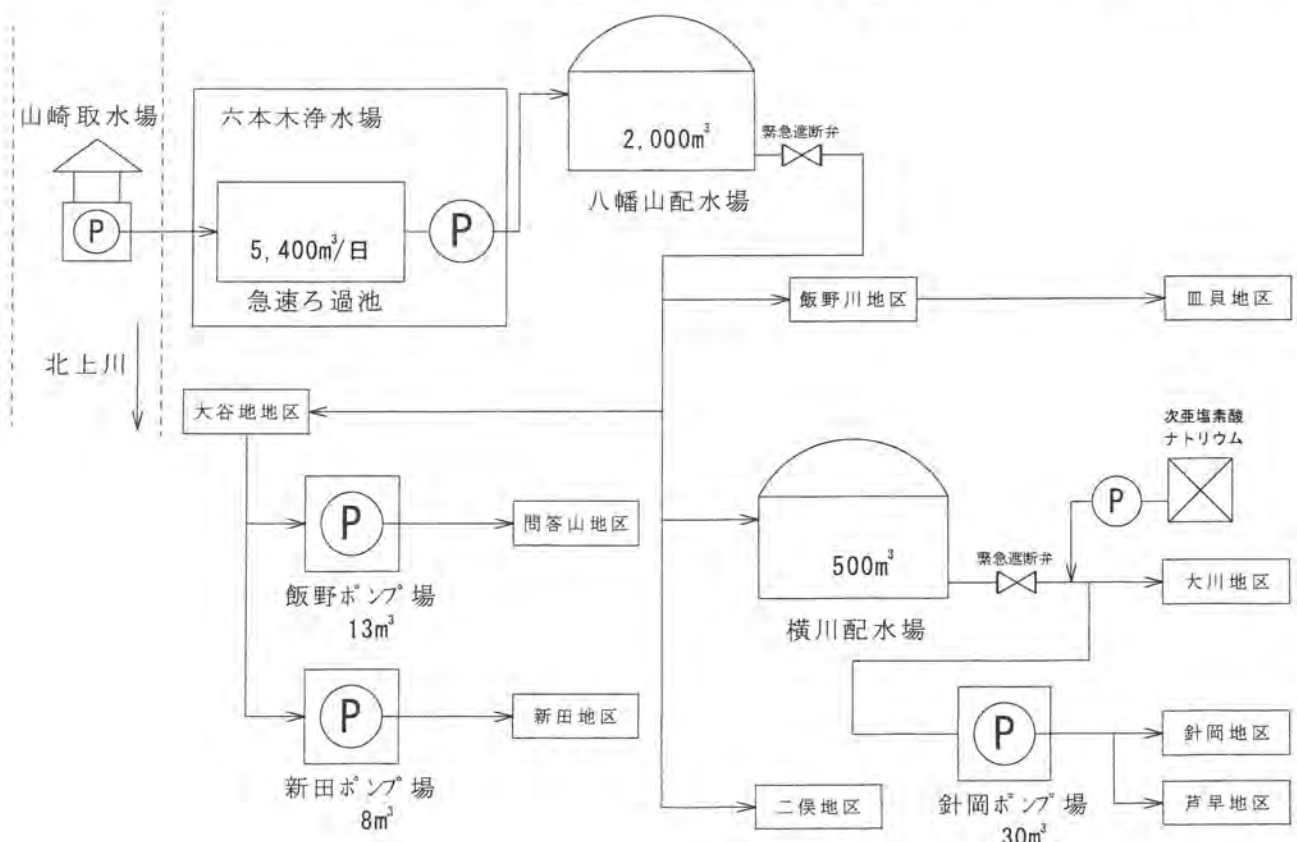 山崎取水場
P
北上川
六本木浄水場
5,400m³/日
急速ろ過池
P
2,000m³
八幡山配水場
緊急遮断弁
飯野川地区
皿貝地区
大谷地地区
P
飯野ポンプ場
13m³
問答山地区
P
新田ポンプ場
8m³
新田地区
500m³
横川配水場
緊急遮断弁
次亜塩素酸
ナトリウム
P
大川地区
P
針岡ポンプ場
30m³
針岡地区
芦早地区
二俣地区